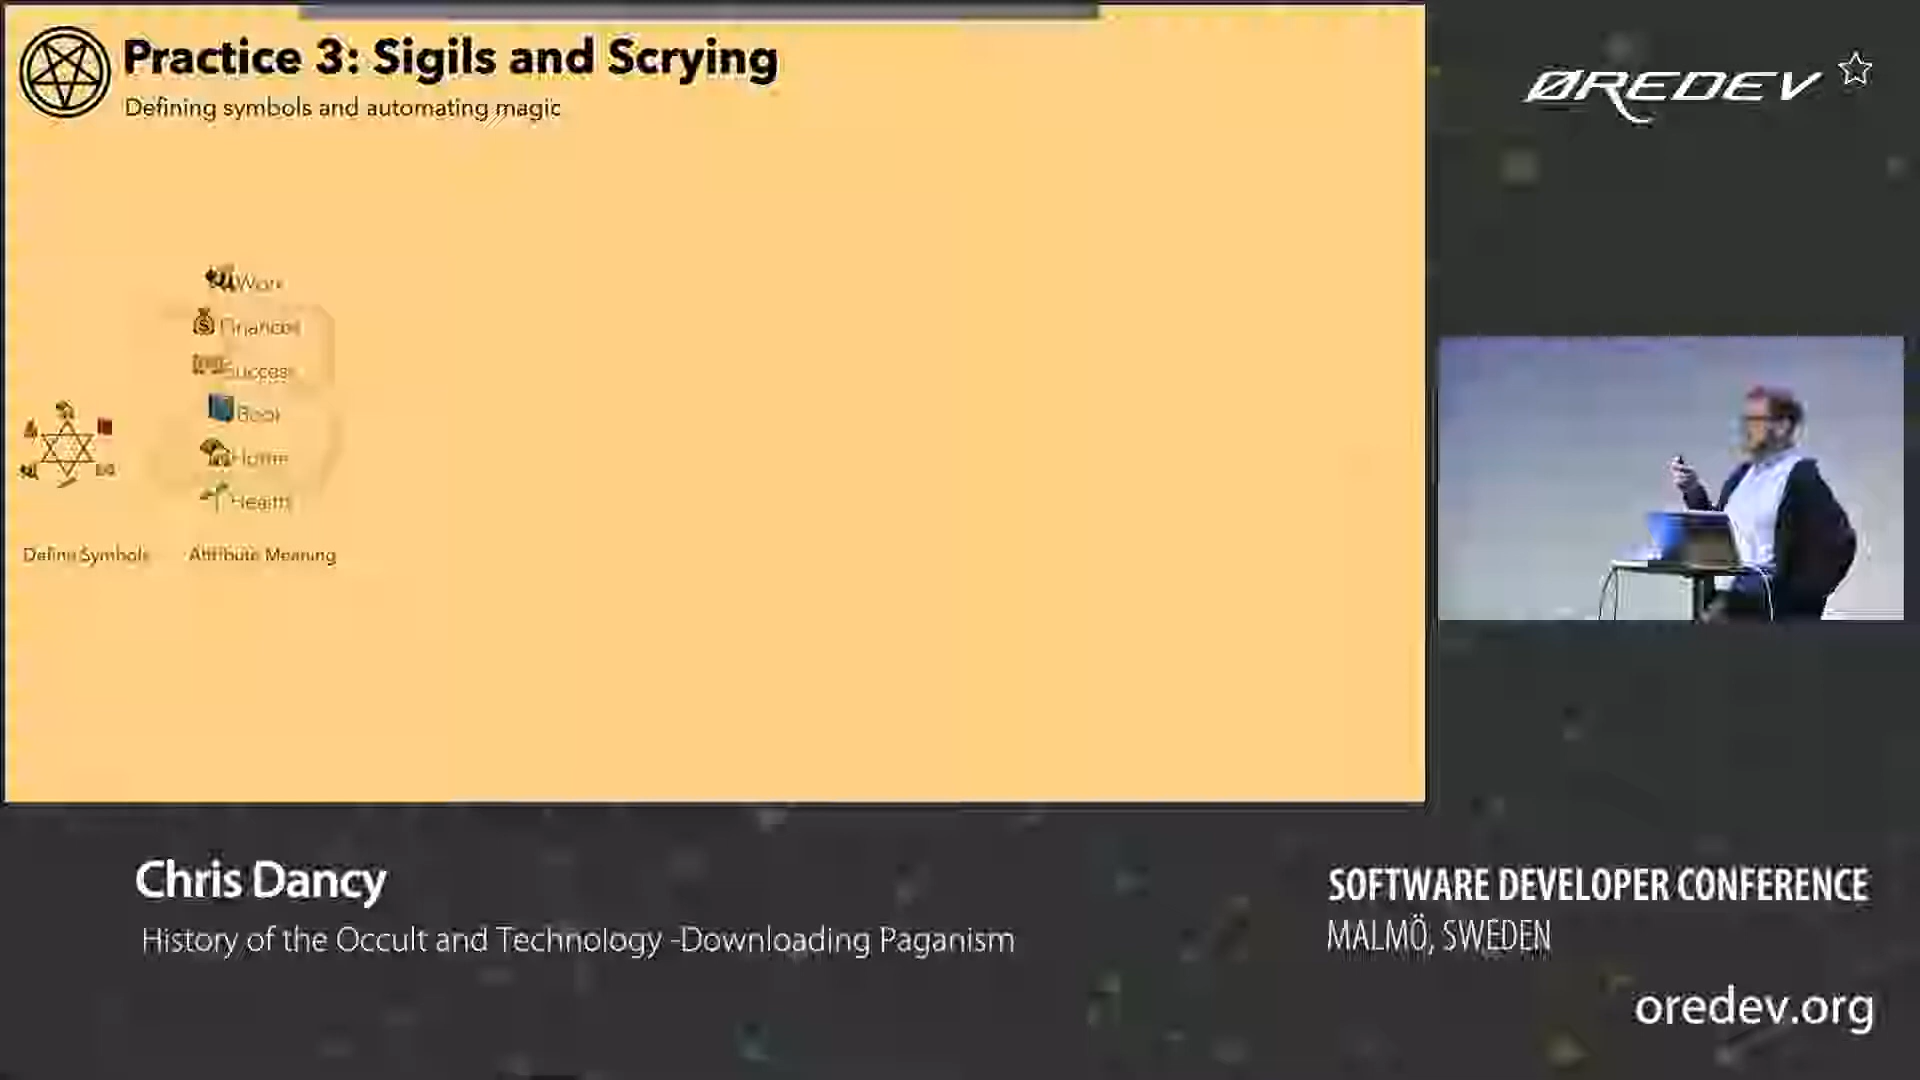 Practice 3: Sigils and Scrying
Defining symbols and automating magic
Work
Finances
Success
Book
Home
Health
Define Symbols
Attribute Meaning
ØREDEV
Chris Dancy
History of the Occult and Technology -Downloading Paganism
SOFTWARE DEVELOPER CONFERENCE
MALMÖ, SWEDEN
oredev.org